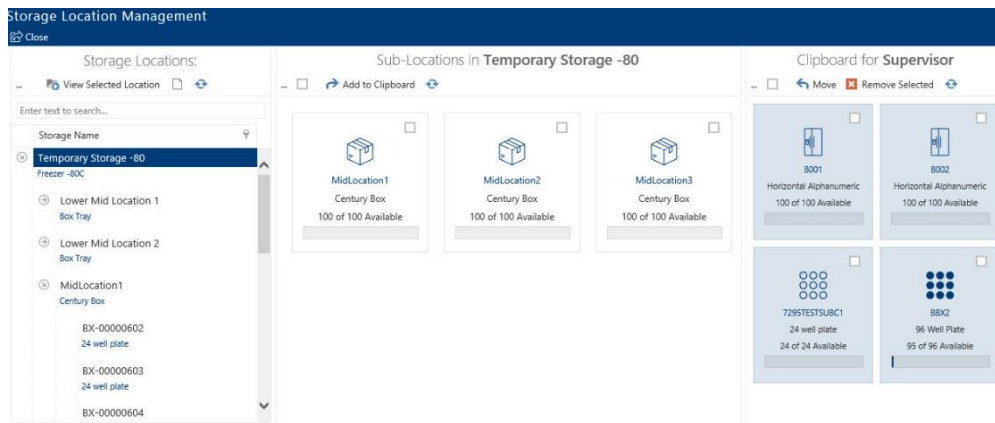 Storage Location Management
Close
Storage Locations:
... View Selected Location
Enter text to search...
Storage Name
Temporary Storage -80
Freezer -80C
Lower Mid Location 1
Box Tray
Lower Mid Location 2
Box Tray
MidLocation1
Century Box
BX-00000602
24 well plate
BX-00000603
24 well plate
BX-00000604
Sub-Locations in Temporary Storage -80
... Add to Clipboard
MidLocation1
Century Box
100 of 100 Available
MidLocation2
Century Box
100 of 100 Available
MidLocation3
Century Box
100 of 100 Available
Clipboard for Supervisor
... Move Remove Selected
B001
Horizontal Alphanumeric
100 of 100 Available
B002
Horizontal Alphanumeric
100 of 100 Available
7295TESTSUBC1
24 well plate
24 of 24 Available
BBX2
96 Well Plate
95 of 96 Available